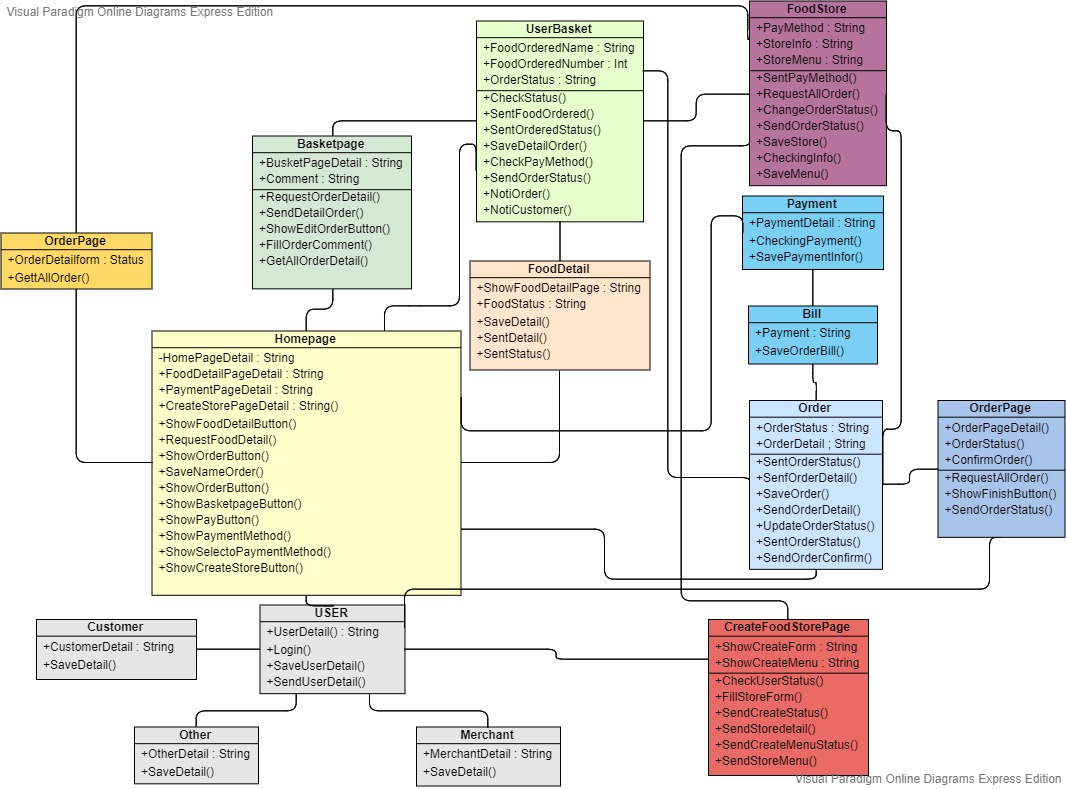 Visual Paradigm Online Diagrams Express Edition
FoodStore
+PayMethod : String
+StoreInfo : String
+StoreMenu : String
+SentPayMethod()
+RequestAllOrder()
+ChangeOrderStatus()
+SendOrderStatus()
+SaveStore()
+CheckingInfo()
+SaveMenu()
UserBasket
+FoodOrderedName : String
+FoodOrderedNumber : Int
+OrderStatus : String
+CheckStatus()
+SentFoodOrdered()
+SentOrderedStatus()
+SaveDetailOrder()
+CheckPayMethod()
+SendOrderStatus()
+NotiOrder()
+NotiCustomer()
Basketpage
+BusketPageDetail : String
+Comment : String
+RequestOrderDetail()
+SendDetailOrder()
+ShowEditOrderButton()
+FillOrderComment()
+GetAllOrderDetail()
Payment
+PaymentDetail : String
+CheckingPayment()
+SavePaymentInfor()
OrderPage
+OrderDetailform : Status
+GettAllOrder()
FoodDetail
+ShowFoodDetailPage : String
+FoodStatus : String
+SaveDetail()
+SentDetail()
+SentStatus()
Bill
+Payment : String
+SaveOrderBill()
Homepage
-HomePageDetail : String
+FoodDetailPageDetail : String
+PaymentPageDetail : String
+CreateStorePageDetail : String()
+ShowFoodDetailButton()
+RequestFoodDetail()
+ShowOrderButton()
+SaveNameOrder()
+ShowOrderButton()
+ShowBasketpageButton()
+ShowPayButton()
+ShowPaymentMethod()
+ShowSelectoPaymentMethod()
+ShowCreateStoreButton()
Order
+OrderStatus : String
+OrderDetail ; String
+SentOrderStatus()
+SenfOrderDetail()
+SaveOrder()
+SendOrderDetail()
+UpdateOrderStatus()
+SentOrderStatus()
+SendOrderConfirm()
OrderPage
+OrderPageDetail()
+OrderStatus()
+ConfirmOrder()
+RequestAllOrder()
+ShowFinishButton()
+SendOrderStatus()
USER
+UserDetail() : String
+Login()
+SaveUserDetail()
+SendUserDetail()
Customer
+CustomerDetail : String
+SaveDetail()
CreateFoodStorePage
+ShowCreateForm : String
+ShowCreateMenu : String
+CheckUserStatus()
+FillStoreForm()
+SendCreateStatus()
+SendStoredetail()
+SendCreateMenuStatus()
+SendStoreMenu()
Other
+OtherDetail : String
+SaveDetail()
Merchant
+MerchantDetail : String
+SaveDetail()
Visual Paradigm Online Diagrams Express Edition